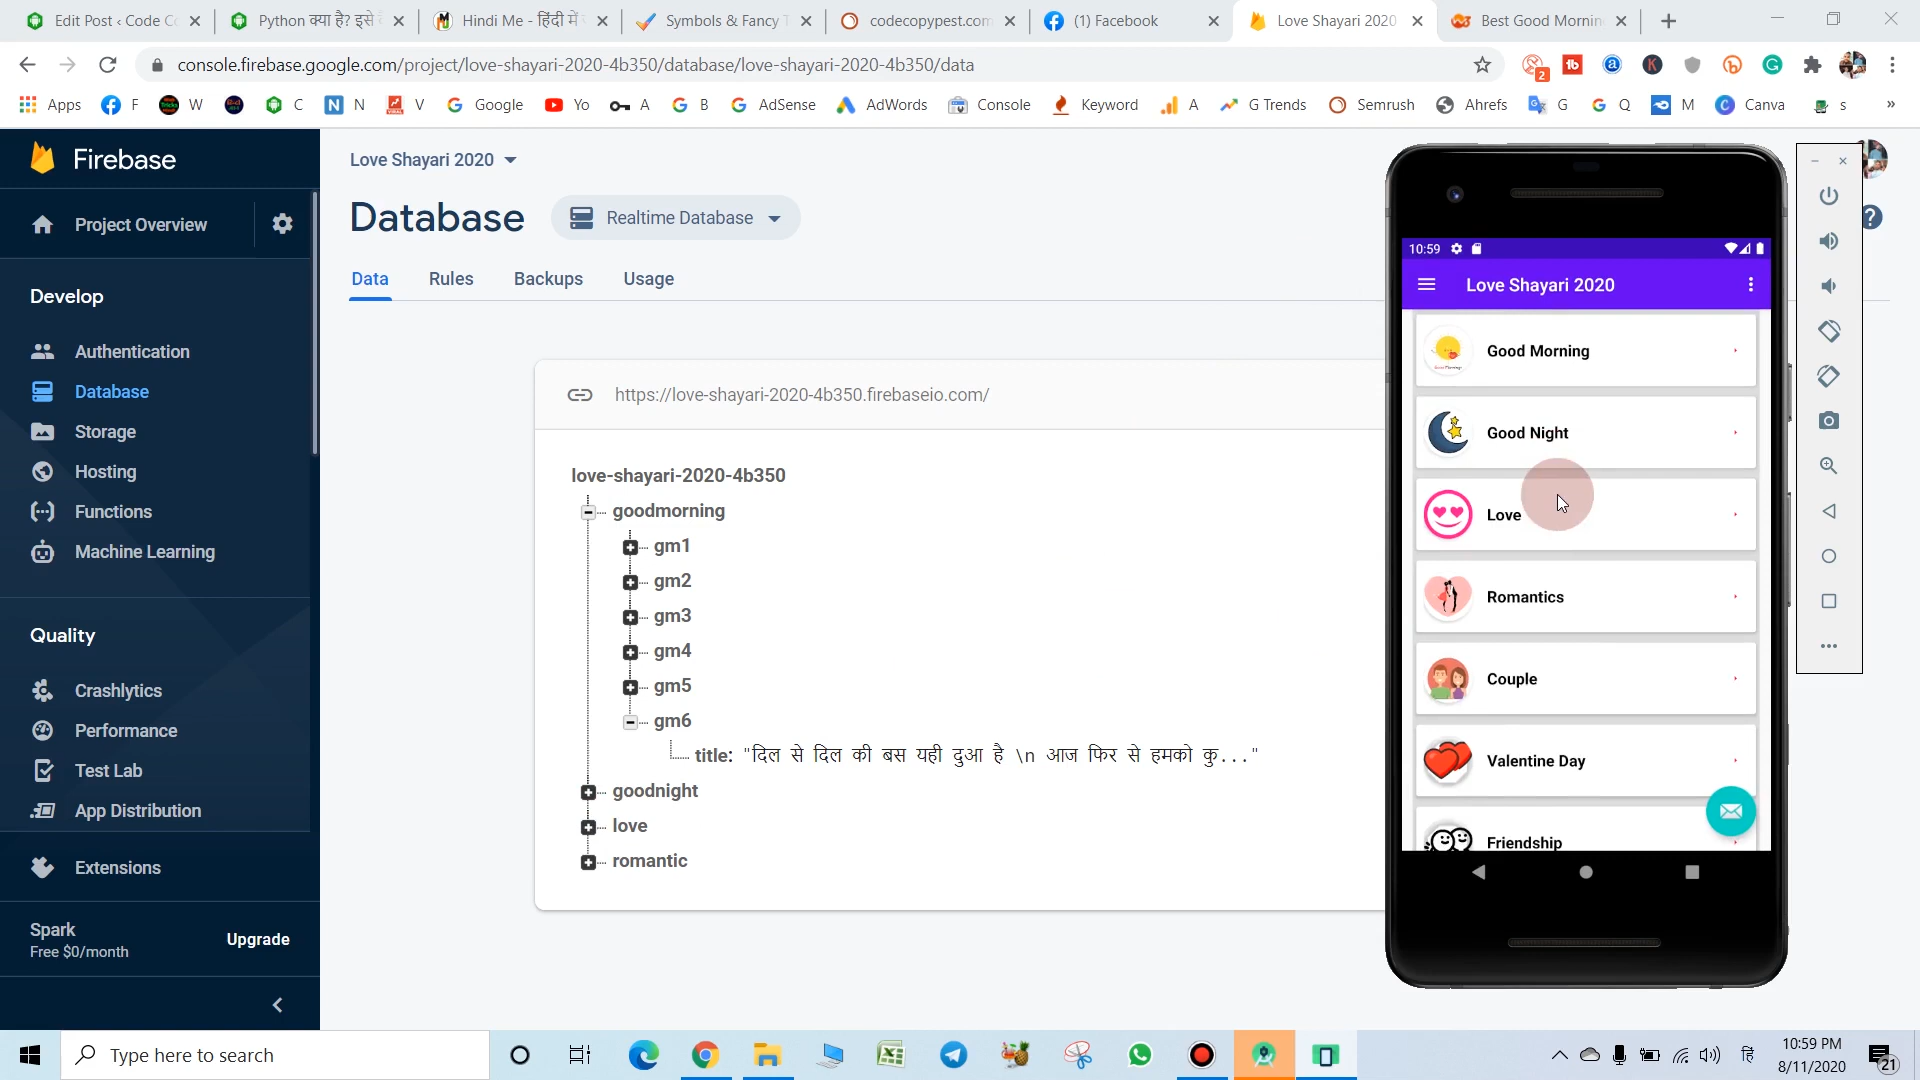 Edit Post ‹ Code Co
Python क्या है? इसे
Hindi Me - हिंदी में
Symbols & Fancy T
codecopypest.com
(1) Facebook
Love Shayari 2020
Best Good Mornin
console.firebase.google.com/project/love-shayari-2020-4b350/database/love-shayari-2020-4b350/data
2
Apps F W C N V Google Yo A B AdSense AdWords Console Keyword A G Trends Semrush Ahrefs G Q M Canva s »
Firebase
Project Overview
Develop
Authentication
Database
Storage
Hosting
Functions
Machine Learning
Quality
Crashlytics
Performance
Test Lab
App Distribution
Extensions
Spark
Free $0/month
Upgrade
Love Shayari 2020
Database
Realtime Database
Data Rules Backups Usage
https://love-shayari-2020-4b350.firebaseio.com/
love-shayari-2020-4b350
goodmorning
gm1
gm2
gm3
gm4
gm5
gm6
title: "दिल से दिल की बस यही दुआ है \n आज फिर से हमको कु..."
goodnight
love
romantic
10:59
Love Shayari 2020
Good Morning
Good Night
Love
Romantics
Couple
Valentine Day
Friendship
Type here to search
हिं
10:59 PM
8/11/2020
21